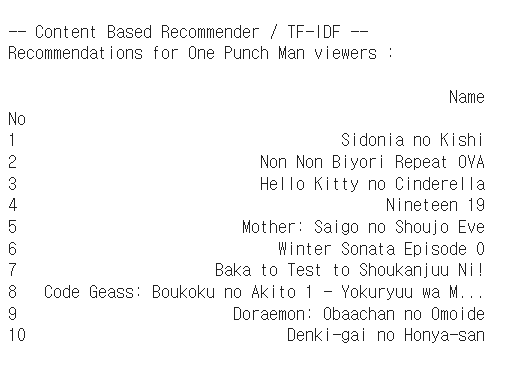 -- Content Based Recommender / TF-IDF --
Recommendations for One Punch Man viewers :
Name
No
1 Sidonia no Kishi
2 Non Non Biyori Repeat OVA
3 Hello Kitty no Cinderella
4 Nineteen 19
5 Mother: Saigo no Shoujo Eve
6 Winter Sonata Episode 0
7 Baka to Test to Shoukanjuu Ni!
8 Code Geass: Boukoku no Akito 1 - Yokuryuu wa M...
9 Doraemon: Obaachan no Omoide
10 Denki-gai no Honya-san